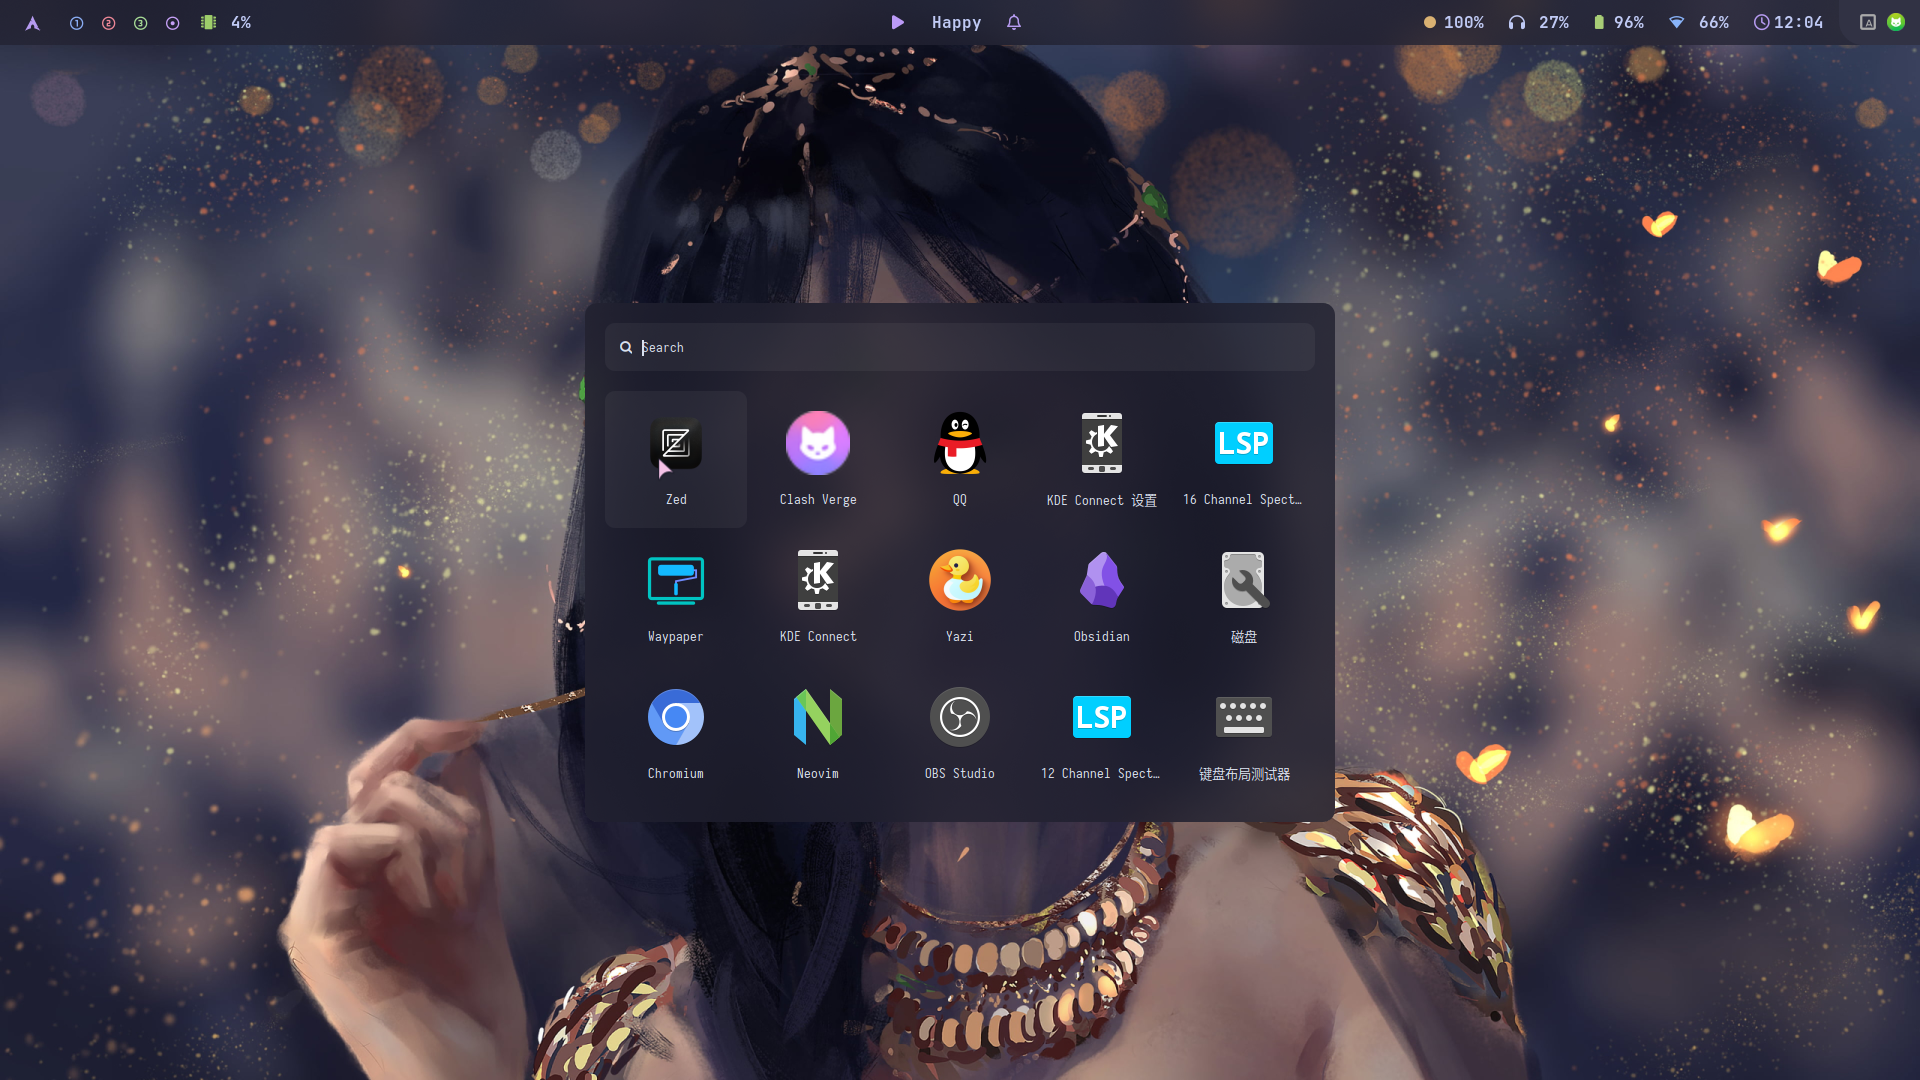 1 2 3 4% Happy 100% 27% 96% 66% 12:04 A
Search
Zed Clash Verge QQ KDE Connect 设置 16 Channel Spect…
LSP
Waypaper KDE Connect Yazi Obsidian 磁盘
LSP
Chromium Neovim OBS Studio 12 Channel Spect… 键盘布局测试器